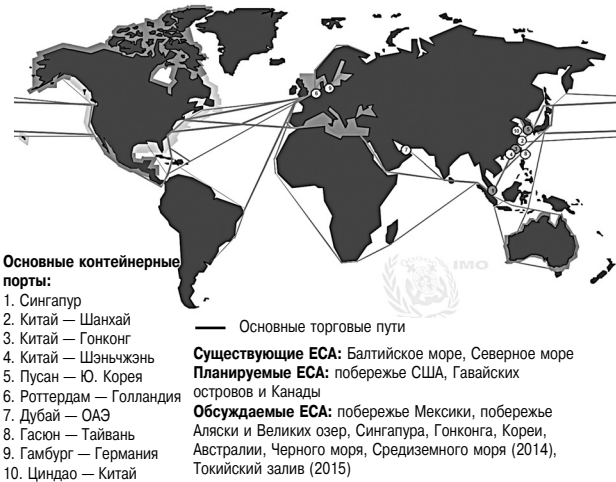 IMO
Основные контейнерные
порты:
1. Сингапур
2. Китай — Шанхай
3. Китай — Гонконг
4. Китай — Шэньчжэнь
5. Пусан — Ю. Корея
6. Роттердам — Голландия
7. Дубай — ОАЭ
8. Гасюн — Тайвань
9. Гамбург — Германия
10. Циндао — Китай
Основные торговые пути
Существующие ECA: Балтийское море, Северное море
Планируемые ECA: побережье США, Гавайских
островов и Канады
Обсуждаемые ECA: побережье Мексики, побережье
Аляски и Великих озер, Сингапура, Гонконга, Кореи,
Австралии, Черного моря, Средиземного моря (2014),
Токийский залив (2015)